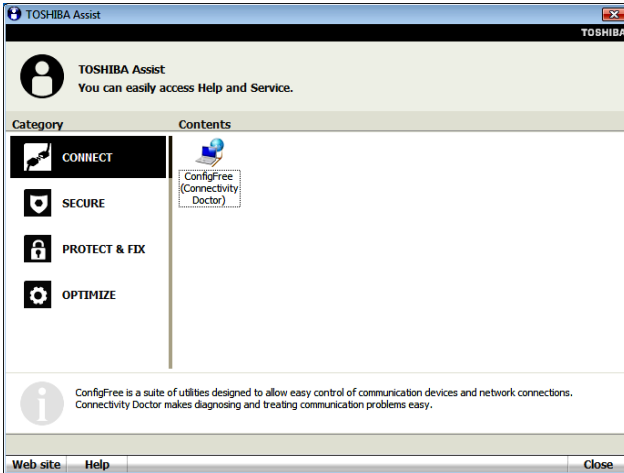 TOSHIBA Assist
TOSHIBA
TOSHIBA Assist
You can easily access Help and Service.
Category
Contents
CONNECT
SECURE
PROTECT & FIX
OPTIMIZE
ConfigFree
(Connectivity
Doctor)
ConfigFree is a suite of utilities designed to allow easy control of communication devices and network connections.
Connectivity Doctor makes diagnosing and treating communication problems easy.
Web site
Help
Close